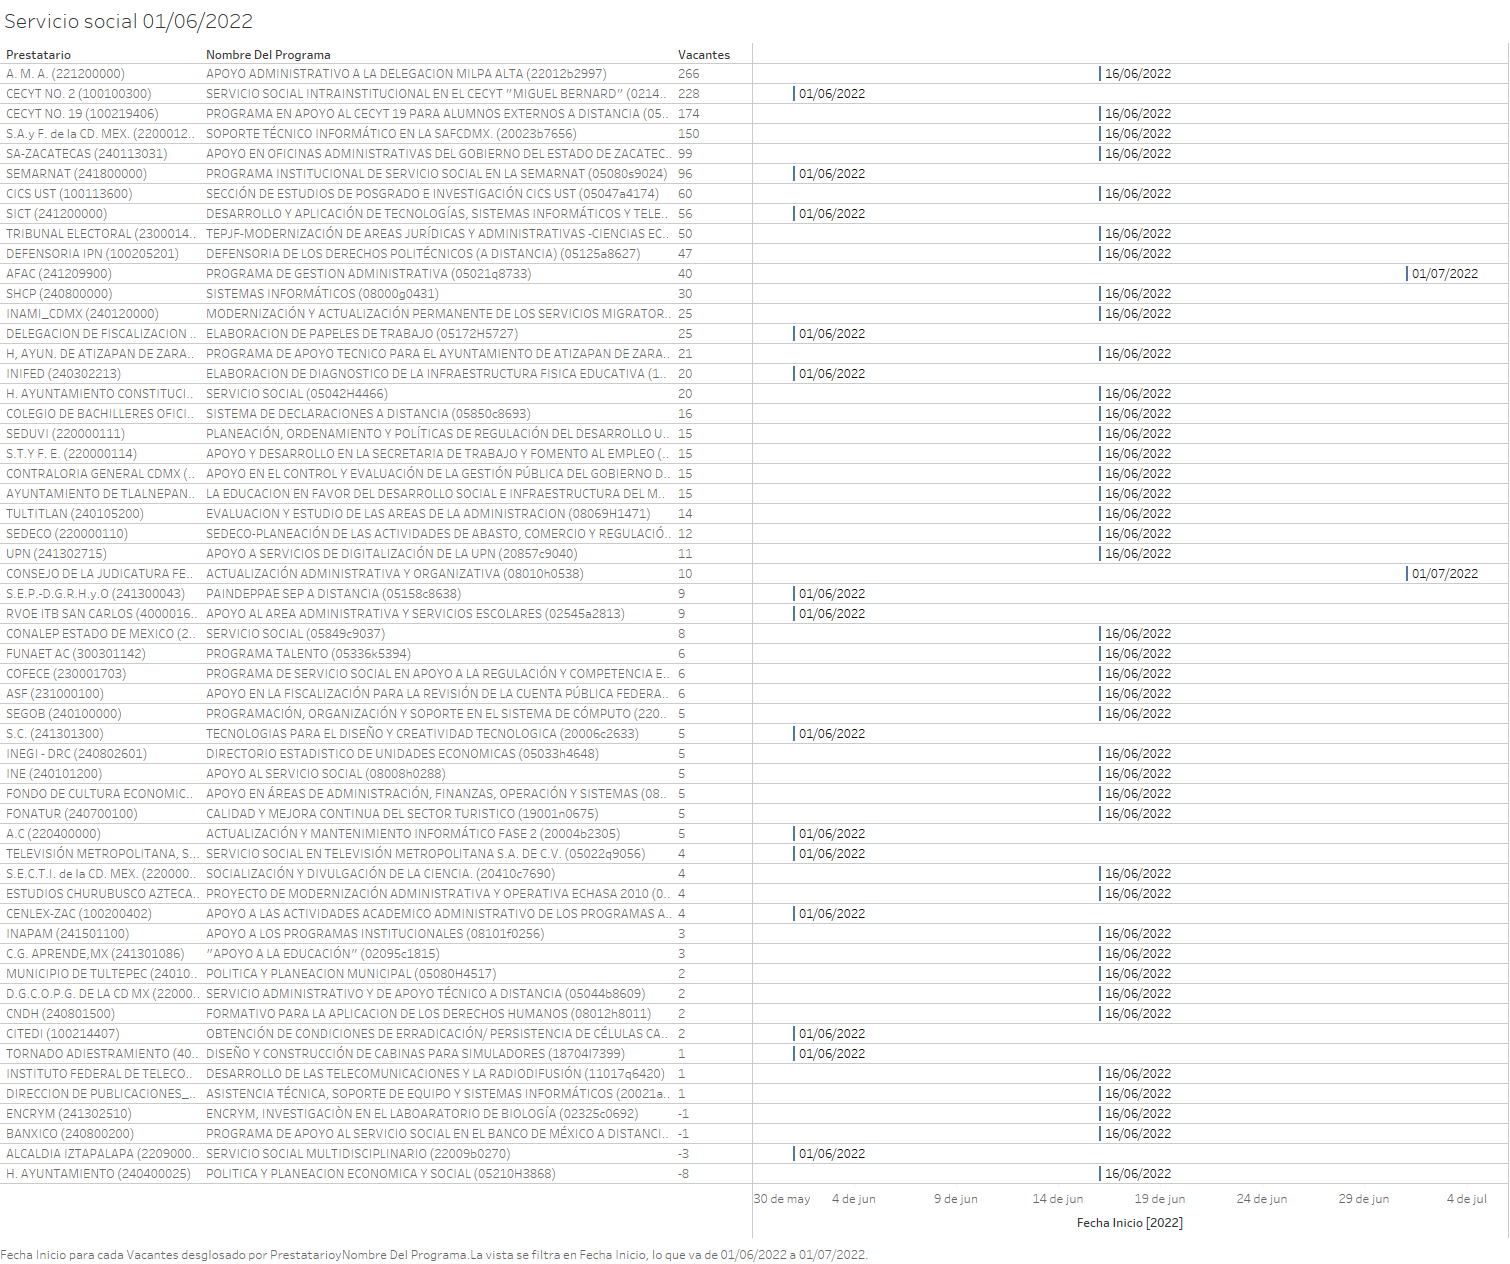 Servicio social 01/06/2022
Prestatario Nombre Del Programa Vacantes
A. M. A. (221200000) APOYO ADMINISTRATIVO A LA DELEGACION MILPA ALTA (22012b2997) 266 16/06/2022
CECYT NO. 2 (100100300) SERVICIO SOCIAL INTRAINSTITUCIONAL EN EL CECYT "MIGUEL BERNARD" (0214.. 228 01/06/2022
CECYT NO. 19 (100219406) PROGRAMA EN APOYO AL CECYT 19 PARA ALUMNOS EXTERNOS A DISTANCIA (05.. 174 16/06/2022
S.A.y F. de la CD. MEX. (2200012.. SOPORTE TÉCNICO INFORMÁTICO EN LA SAFCDMX. (20023b7656) 150 16/06/2022
SA-ZACATECAS (240113031) APOYO EN OFICINAS ADMINISTRATIVAS DEL GOBIERNO DEL ESTADO DE ZACATEC.. 99 16/06/2022
SEMARNAT (241800000) PROGRAMA INSTITUCIONAL DE SERVICIO SOCIAL EN LA SEMARNAT (05080s9024) 96 01/06/2022
CICS UST (100113600) SECCIÓN DE ESTUDIOS DE POSGRADO E INVESTIGACIÓN CICS UST (05047a4174) 60 16/06/2022
SICT (241200000) DESARROLLO Y APLICACIÓN DE TECNOLOGÍAS, SISTEMAS INFORMÁTICOS Y TELE.. 56 01/06/2022
TRIBUNAL ELECTORAL (2300014.. TEPJF-MODERNIZACIÓN DE AREAS JURÍDICAS Y ADMINISTRATIVAS -CIENCIAS EC.. 50 16/06/2022
DEFENSORIA IPN (100205201) DEFENSORIA DE LOS DERECHOS POLITÉCNICOS (A DISTANCIA) (05125a8627) 47 16/06/2022
AFAC (241209900) PROGRAMA DE GESTION ADMINISTRATIVA (05021q8733) 40 01/07/2022
SHCP (240800000) SISTEMAS INFORMÁTICOS (08000g0431) 30 16/06/2022
INAMI_CDMX (240120000) MODERNIZACIÓN Y ACTUALIZACIÓN PERMANENTE DE LOS SERVICIOS MIGRATOR.. 25 16/06/2022
DELEGACION DE FISCALIZACION .. ELABORACION DE PAPELES DE TRABAJO (05172H5727) 25 01/06/2022
H, AYUN. DE ATIZAPAN DE ZARA.. PROGRAMA DE APOYO TECNICO PARA EL AYUNTAMIENTO DE ATIZAPAN DE ZARA.. 21 16/06/2022
INIFED (240302213) ELABORACION DE DIAGNOSTICO DE LA INFRAESTRUCTURA FISICA EDUCATIVA (1.. 20 01/06/2022
H. AYUNTAMIENTO CONSTITUCI.. SERVICIO SOCIAL (05042H4466) 20 16/06/2022
COLEGIO DE BACHILLERES OFICI.. SISTEMA DE DECLARACIONES A DISTANCIA (05850c8693) 16 16/06/2022
SEDUVI (220000111) PLANEACIÓN, ORDENAMIENTO Y POLÍTICAS DE REGULACIÓN DEL DESARROLLO U.. 15 16/06/2022
S.T.Y F. E. (220000114) APOYO Y DESARROLLO EN LA SECRETARIA DE TRABAJO Y FOMENTO AL EMPLEO (.. 15 16/06/2022
CONTRALORIA GENERAL CDMX (.. APOYO EN EL CONTROL Y EVALUACIÓN DE LA GESTIÓN PÚBLICA DEL GOBIERNO D.. 15 16/06/2022
AYUNTAMIENTO DE TLALNEPAN.. LA EDUCACION EN FAVOR DEL DESARROLLO SOCIAL E INFRAESTRUCTURA DEL M.. 15 16/06/2022
TULTITLAN (240105200) EVALUACION Y ESTUDIO DE LAS AREAS DE LA ADMINISTRACION (08069H1471) 14 16/06/2022
SEDECO (220000110) SEDECO-PLANEACIÓN DE LAS ACTIVIDADES DE ABASTO, COMERCIO Y REGULACIÓ.. 12 16/06/2022
UPN (241302715) APOYO A SERVICIOS DE DIGITALIZACIÓN DE LA UPN (20857c9040) 11 16/06/2022
CONSEJO DE LA JUDICATURA FE.. ACTUALIZACIÓN ADMINISTRATIVA Y ORGANIZATIVA (08010h0538) 10 01/07/2022
S.E.P.-D.G.R.H.y.O (241300043) PAINDEPPAE SEP A DISTANCIA (05158c8638) 9 01/06/2022
RVOE ITB SAN CARLOS (4000016.. APOYO AL AREA ADMINISTRATIVA Y SERVICIOS ESCOLARES (02545a2813) 9 01/06/2022
CONALEP ESTADO DE MEXICO (2.. SERVICIO SOCIAL (05849c9037) 8 16/06/2022
FUNAET AC (300301142) PROGRAMA TALENTO (05336k5394) 6 16/06/2022
COFECE (230001703) PROGRAMA DE SERVICIO SOCIAL EN APOYO A LA REGULACIÓN Y COMPETENCIA E.. 6 16/06/2022
ASF (231000100) APOYO EN LA FISCALIZACIÓN PARA LA REVISIÓN DE LA CUENTA PÚBLICA FEDERA.. 6 16/06/2022
SEGOB (240100000) PROGRAMACIÓN, ORGANIZACIÓN Y SOPORTE EN EL SISTEMA DE CÓMPUTO (220.. 5 16/06/2022
S.C. (241301300) TECNOLOGIAS PARA EL DISEÑO Y CREATIVIDAD TECNOLOGICA (20006c2633) 5 01/06/2022
INEGI - DRC (240802601) DIRECTORIO ESTADISTICO DE UNIDADES ECONOMICAS (05033h4648) 5 16/06/2022
INE (240101200) APOYO AL SERVICIO SOCIAL (08008h0288) 5 16/06/2022
FONDO DE CULTURA ECONOMIC.. APOYO EN ÁREAS DE ADMINISTRACIÓN, FINANZAS, OPERACIÓN Y SISTEMAS (08.. 5 16/06/2022
FONATUR (240700100) CALIDAD Y MEJORA CONTINUA DEL SECTOR TURISTICO (19001n0675) 5 16/06/2022
A.C (220400000) ACTUALIZACIÓN Y MANTENIMIENTO INFORMÁTICO FASE 2 (20004b2305) 5 01/06/2022
TELEVISIÓN METROPOLITANA, S... SERVICIO SOCIAL EN TELEVISIÓN METROPOLITANA S.A. DE C.V. (05022q9056) 4 01/06/2022
S.E.C.T.I. de la CD. MEX. (220000.. SOCIALIZACIÓN Y DIVULGACIÓN DE LA CIENCIA. (20410c7690) 4 16/06/2022
ESTUDIOS CHURUBUSCO AZTECA.. PROYECTO DE MODERNIZACIÓN ADMINISTRATIVA Y OPERATIVA ECHASA 2010 (0.. 4 16/06/2022
CENLEX-ZAC (100200402) APOYO A LAS ACTIVIDADES ACADEMICO ADMINISTRATIVO DE LOS PROGRAMAS A.. 4 01/06/2022
INAPAM (241501100) APOYO A LOS PROGRAMAS INSTITUCIONALES (08101f0256) 3 16/06/2022
C.G. APRENDE,MX (241301086) "APOYO A LA EDUCACIÓN" (02095c1815) 3 16/06/2022
MUNICIPIO DE TULTEPEC (24010.. POLITICA Y PLANEACION MUNICIPAL (05080H4517) 2 16/06/2022
D.G.C.O.P.G. DE LA CD MX (22000.. SERVICIO ADMINISTRATIVO Y DE APOYO TÉCNICO A DISTANCIA (05044b8609) 2 16/06/2022
CNDH (240801500) FORMATIVO PARA LA APLICACION DE LOS DERECHOS HUMANOS (08012h8011) 2 16/06/2022
CITEDI (100214407) OBTENCIÓN DE CONDICIONES DE ERRADICACIÓN/ PERSISTENCIA DE CÉLULAS CA.. 2 01/06/2022
TORNADO ADIESTRAMIENTO (40.. DISEÑO Y CONSTRUCCIÓN DE CABINAS PARA SIMULADORES (18704I7399) 1 01/06/2022
INSTITUTO FEDERAL DE TELECO.. DESARROLLO DE LAS TELECOMUNICACIONES Y LA RADIODIFUSIÓN (11017q6420) 1 16/06/2022
DIRECCION DE PUBLICACIONES_.. ASISTENCIA TÉCNICA, SOPORTE DE EQUIPO Y SISTEMAS INFORMÁTICOS (20021a.. 1 16/06/2022
ENCRYM (241302510) ENCRYM, INVESTIGACIÒN EN EL LABOARATORIO DE BIOLOGÍA (02325c0692) -1 16/06/2022
BANXICO (240800200) PROGRAMA DE APOYO AL SERVICIO SOCIAL EN EL BANCO DE MÉXICO A DISTANCI.. -1 16/06/2022
ALCALDIA IZTAPALAPA (2209000.. SERVICIO SOCIAL MULTIDISCIPLINARIO (22009b0270) -3 01/06/2022
H. AYUNTAMIENTO (240400025) POLITICA Y PLANEACION ECONOMICA Y SOCIAL (05210H3868) -8 16/06/2022
30 de may 4 de jun 9 de jun 14 de jun 19 de jun 24 de jun 29 de jun 4 de jul
Fecha Inicio [2022]
Fecha Inicio para cada Vacantes desglosado por PrestatarioyNombre Del Programa.La vista se filtra en Fecha Inicio, lo que va de 01/06/2022 a 01/07/2022.